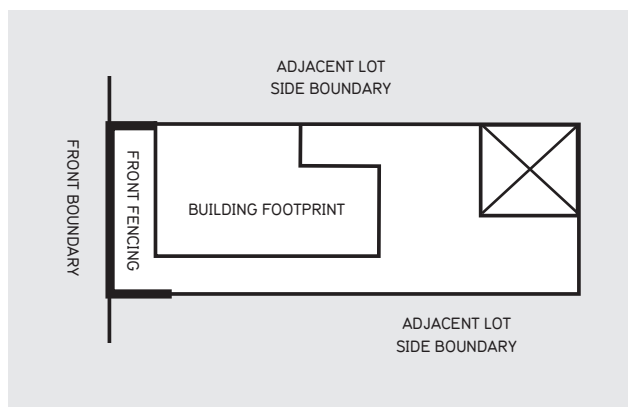 ADJACENT LOT
SIDE BOUNDARY
FRONT BOUNDARY
FRONT FENCING
BUILDING FOOTPRINT
ADJACENT LOT
SIDE BOUNDARY